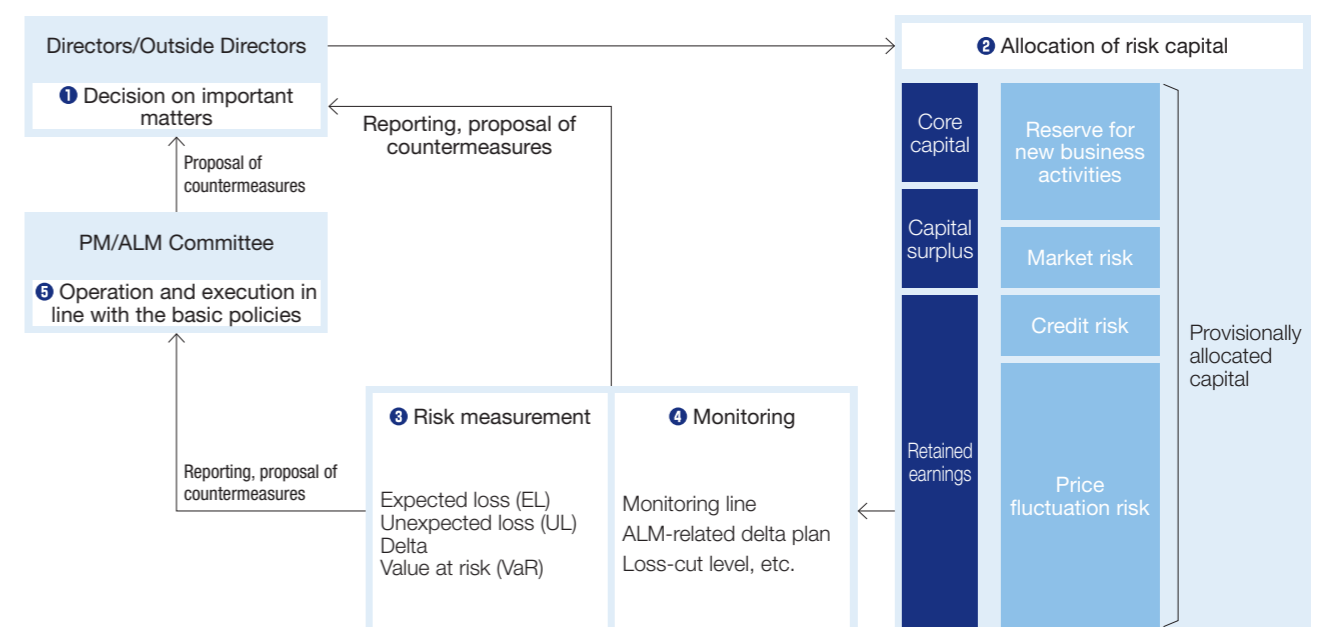 Directors/Outside Directors
❶ Decision on important
matters
Proposal of
countermeasures
PM/ALM Committee
❺ Operation and execution in
line with the basic policies
Reporting, proposal of
countermeasures
Reporting, proposal of
countermeasures
❸ Risk measurement
Expected loss (EL)
Unexpected loss (UL)
Delta
Value at risk (VaR)
❹ Monitoring
Monitoring line
ALM-related delta plan
Loss-cut level, etc.
❷ Allocation of risk capital
Core
capital
Capital
surplus
Retained
earnings
Reserve for
new business
activities
Market risk
Credit risk
Price
fluctuation risk
Provisionally
allocated
capital